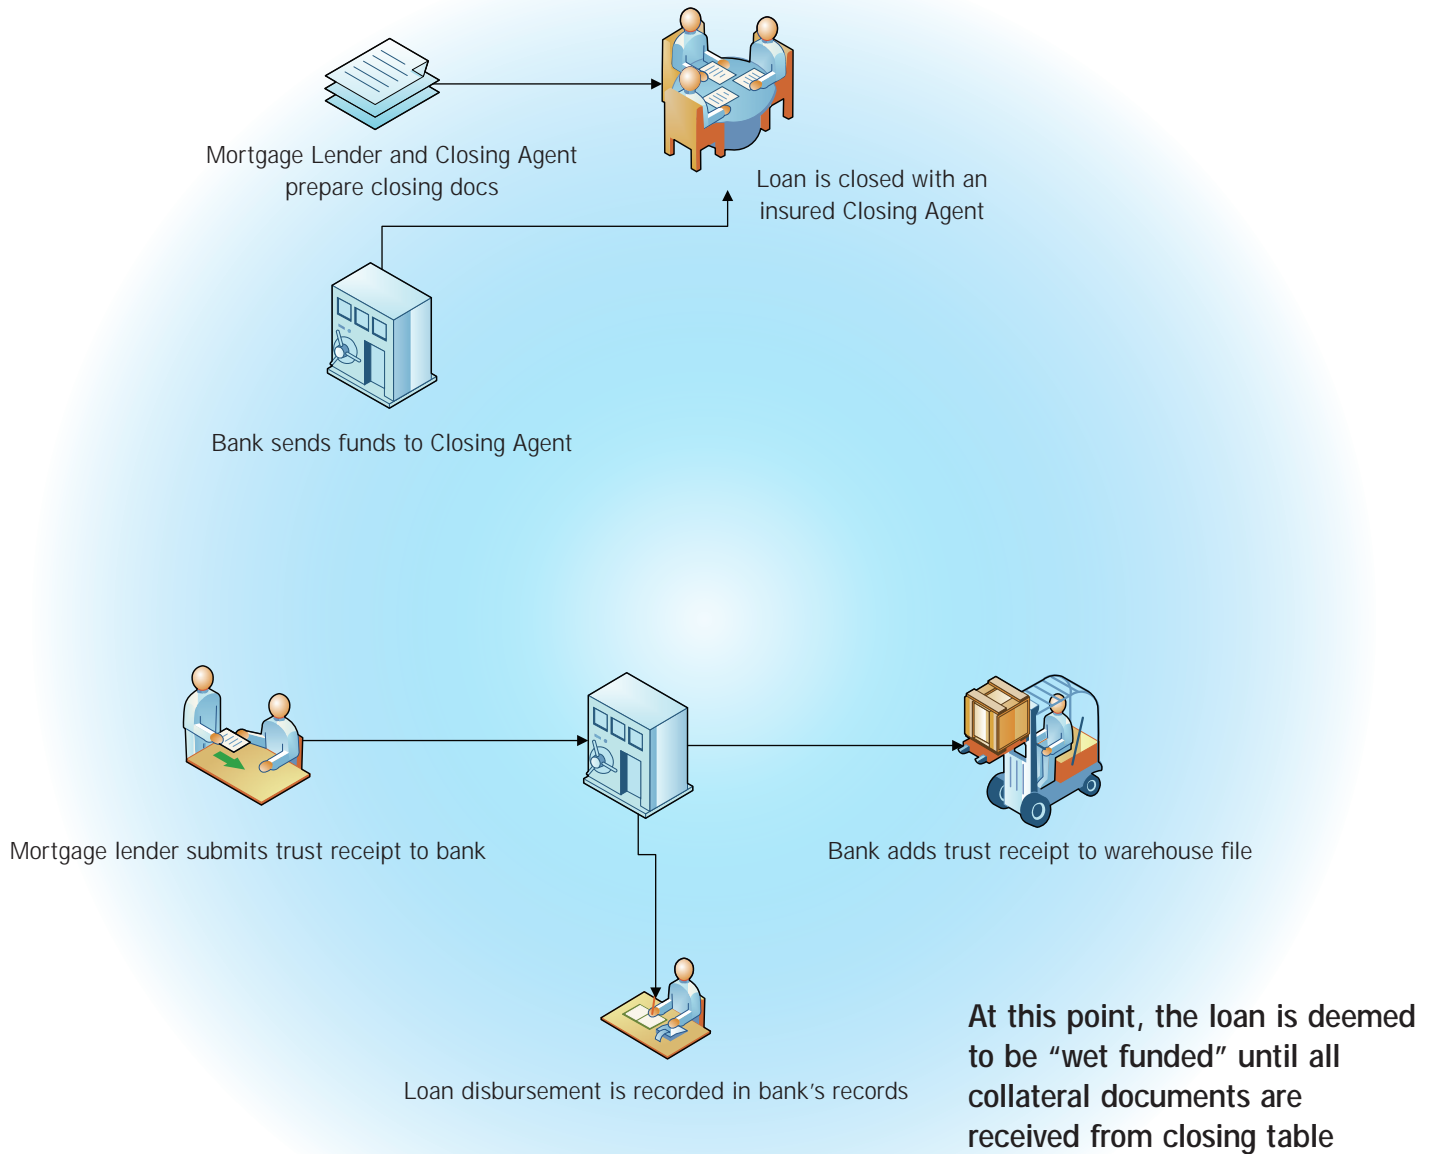 Mortgage Lender and Closing Agent
prepare closing docs
Loan is closed with an
insured Closing Agent
Bank sends funds to Closing Agent
Mortgage lender submits trust receipt to bank
Bank adds trust receipt to warehouse file
Loan disbursement is recorded in bank’s records
At this point, the loan is deemed
to be “wet funded” until all
collateral documents are
received from closing table